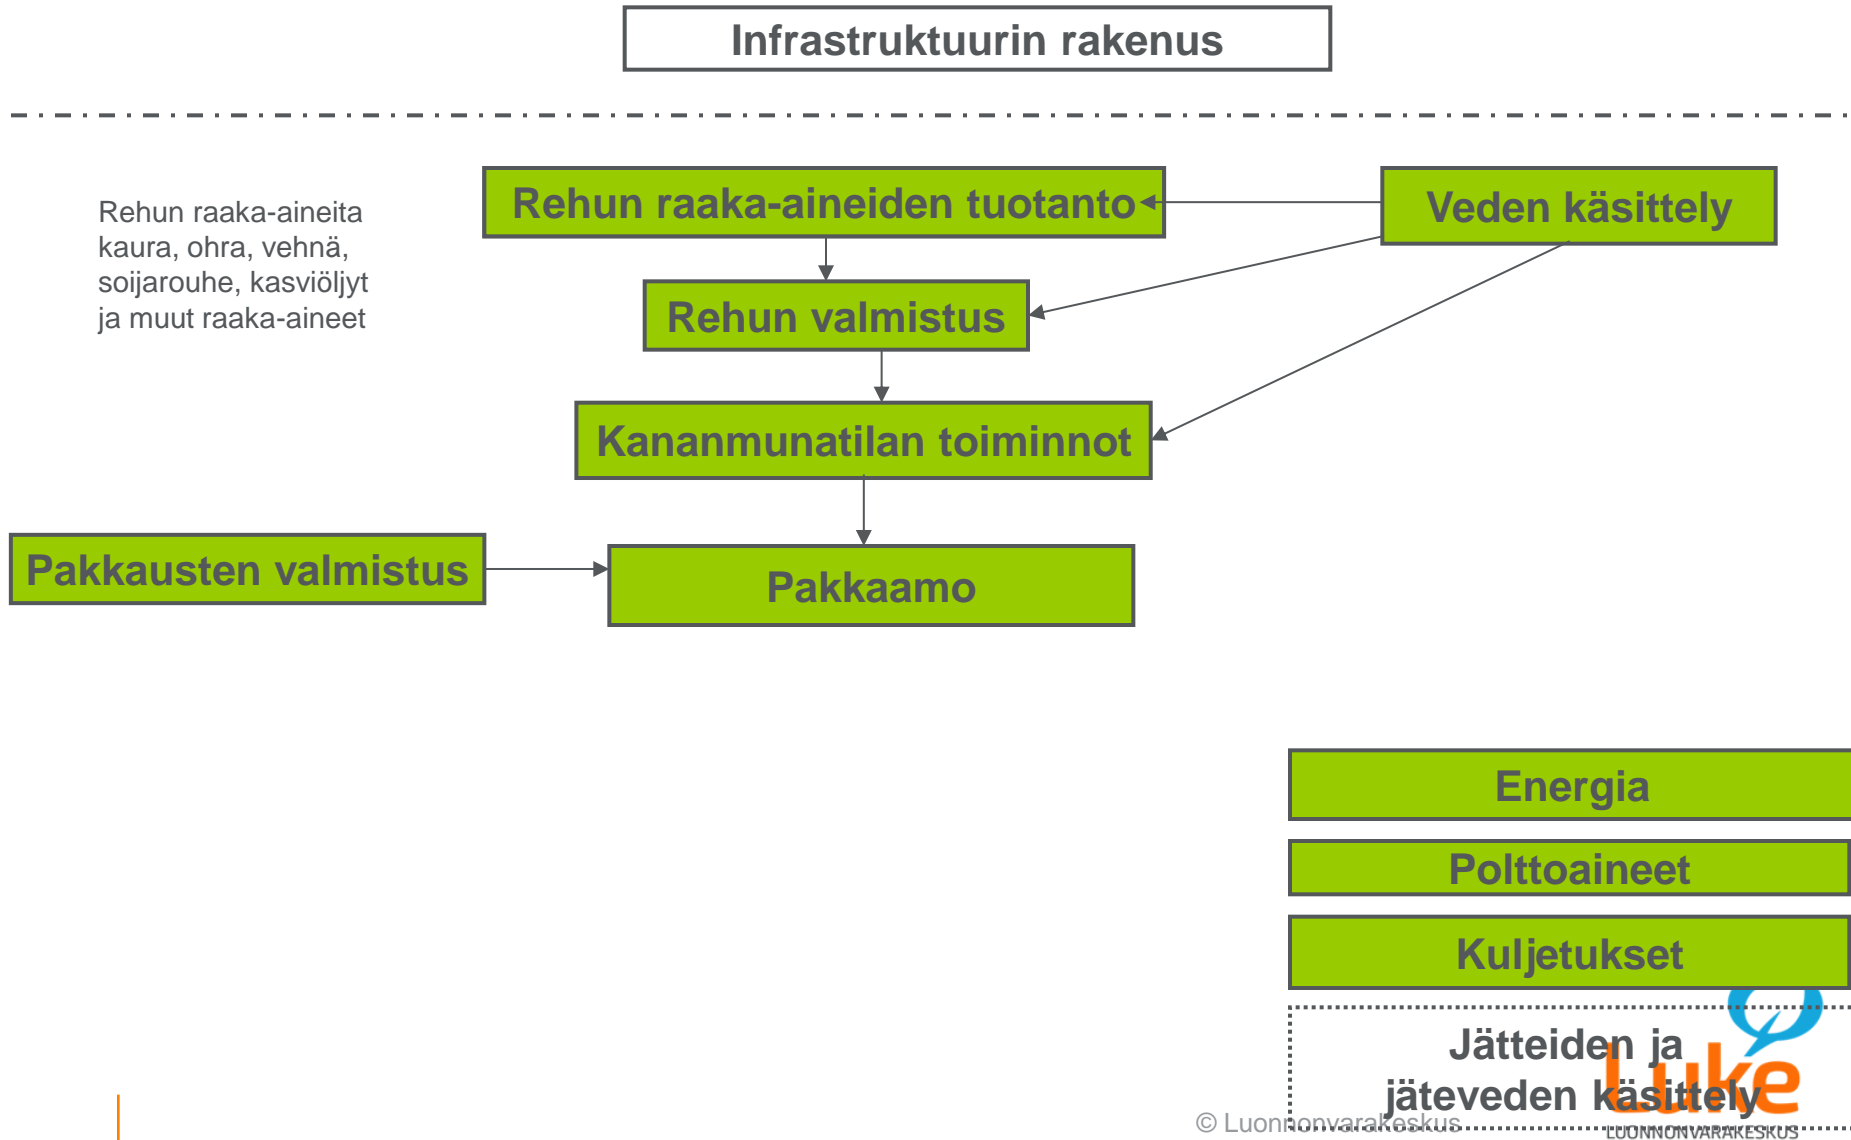 Infrastruktuurin rakenus
Rehun raaka-aineiden tuotanto
Veden käsittely
Rehun raaka-aineita
kaura, ohra, vehnä,
soijarouhe, kasviöljyt
ja muut raaka-aineet
Rehun valmistus
Kananmunatilan toiminnot
Pakkausten valmistus
Pakkaamo
Energia
Polttoaineet
Kuljetukset
Jätteiden ja
jäteveden käsittely
Luke
© Luonnonvarakeskus
LUONNONVARAKESKUS